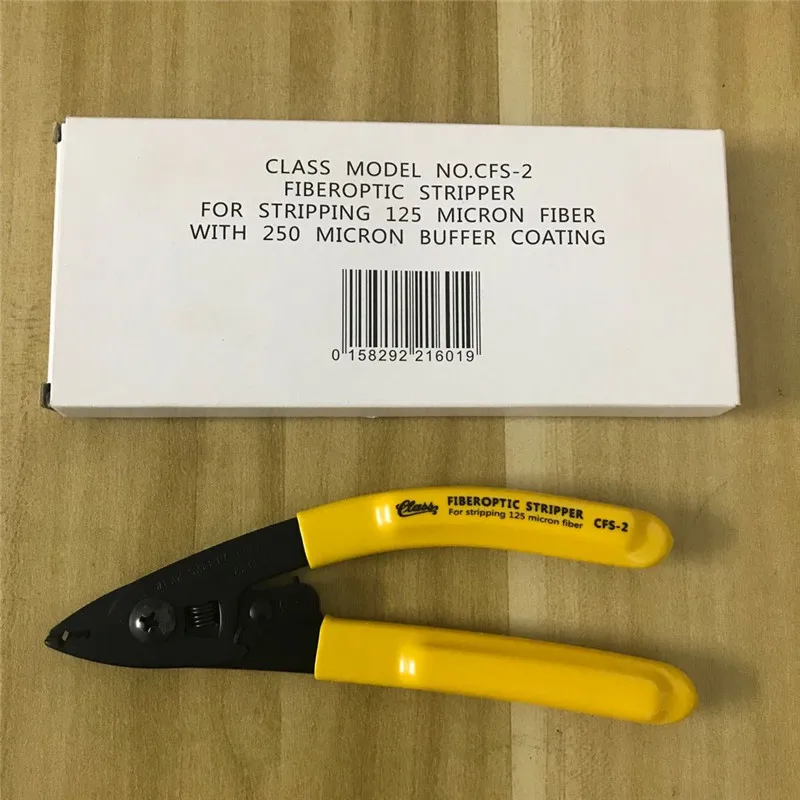 CLASS MODEL NO.CFS-2
FIBEROPTIC STRIPPER
FOR STRIPPING 125 MICRON FIBER
WITH 250 MICRON BUFFER COATING
0 158292 216019
Class
FIBEROPTIC STRIPPER
For stripping 125 micron fiber
CFS-2